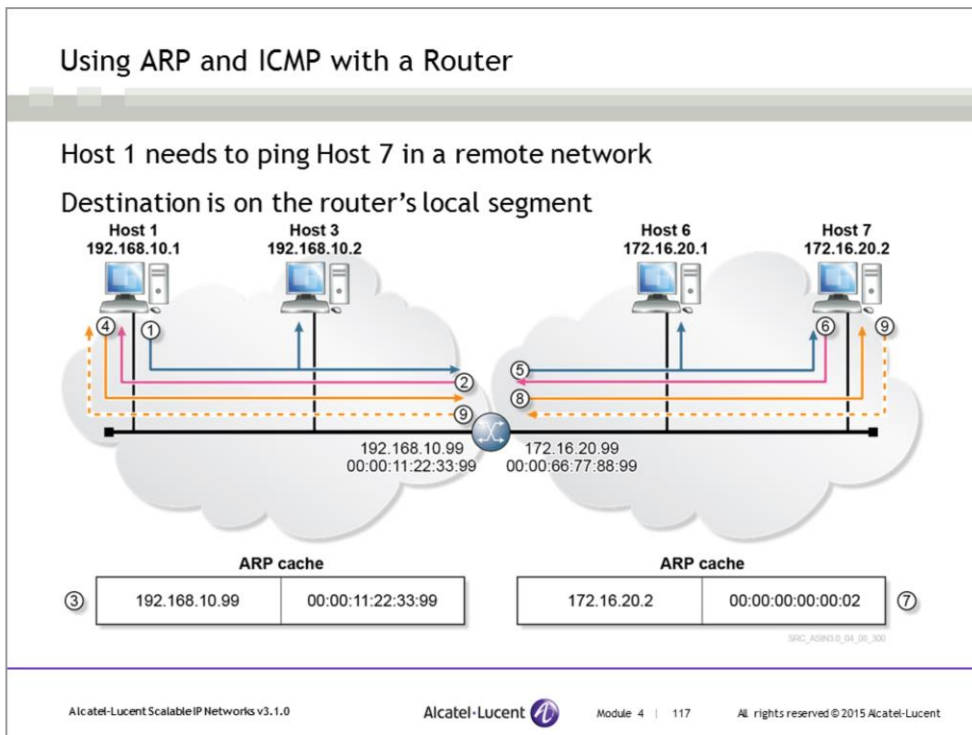 Using ARP and ICMP with a Router
Host 1 needs to ping Host 7 in a remote network
Destination is on the router's local segment
Host 1
192.168.10.1
Host 3
192.168.10.2
Host 6
172.16.20.1
Host 7
172.16.20.2
4
1
6
9
2
5
8
9
192.168.10.99
00:00:11:22:33:99
172.16.20.99
00:00:66:77:88:99
ARP cache
3
192.168.10.99 00:00:11:22:33:99
ARP cache
172.16.20.2 00:00:00:00:00:02
7
SRC_ASIN3.0_04_08_300
Alcatel-Lucent Scalable IP Networks v3.1.0
Alcatel·Lucent
Module 4 | 117
All rights reserved © 2015 Alcatel-Lucent